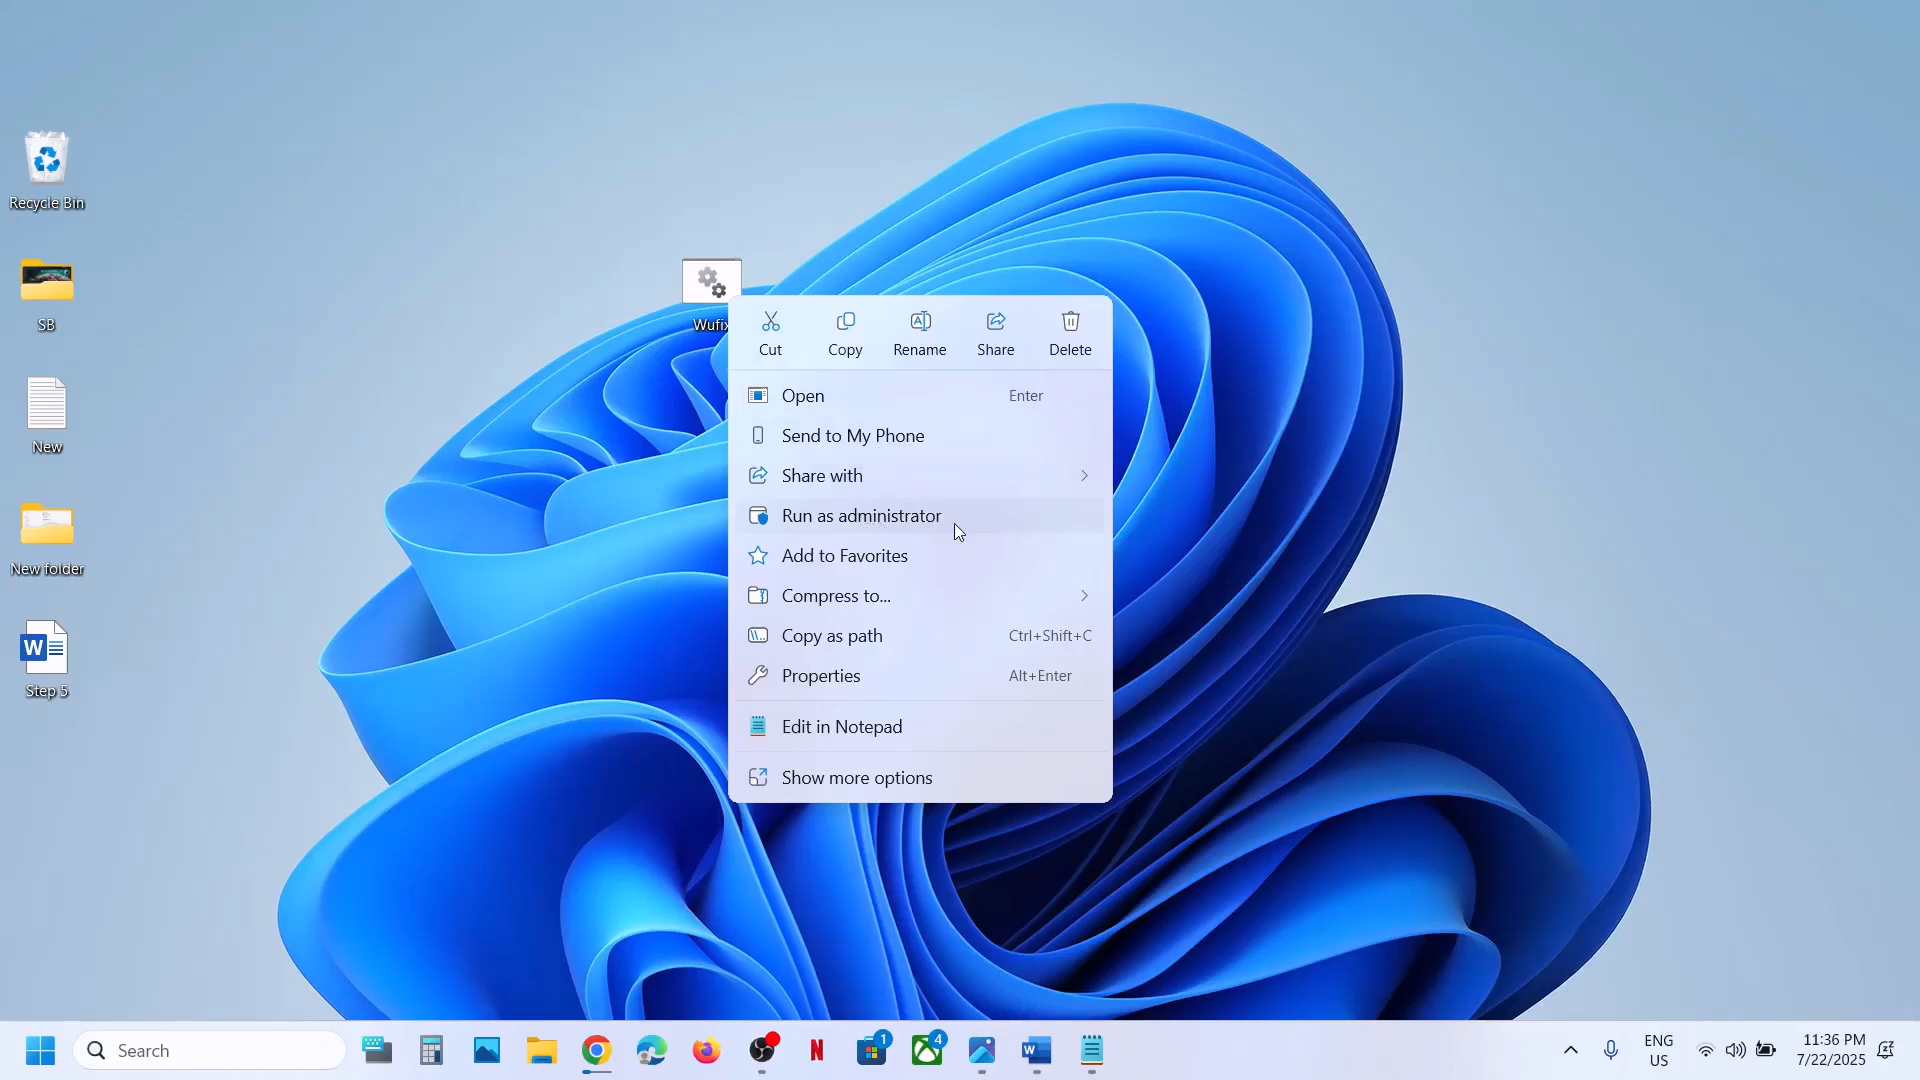 Recycle Bin
SB
New
New folder
W
Step 5
Wufix
Cut
Copy
Rename
Share
Delete
Open Enter
Send to My Phone
Share with
Run as administrator
Add to Favorites
Compress to...
Copy as path Ctrl+Shift+C
Properties Alt+Enter
Edit in Notepad
Show more options
Search
N
1
4
W
ENG
US
11:36 PM
7/22/2025